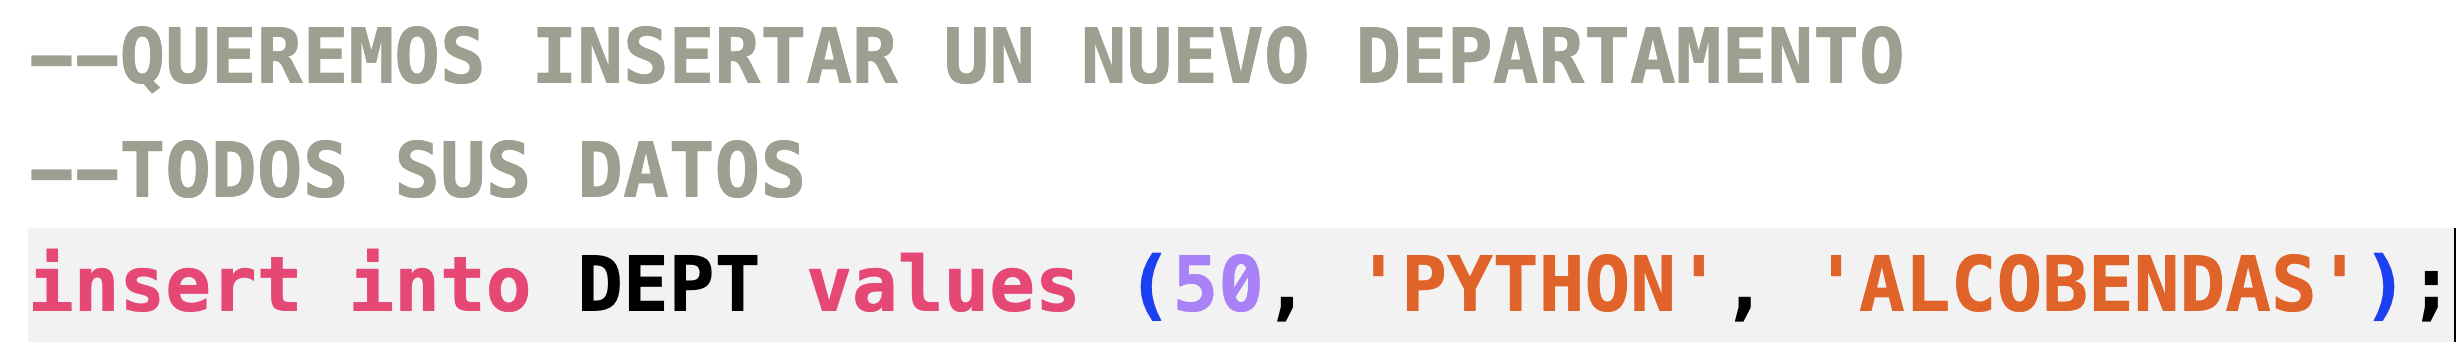 --QUEREMOS INSERTAR UN NUEVO DEPARTAMENTO
--TODOS SUS DATOS
insert into DEPT values (50, 'PYTHON', 'ALCOBENDAS');